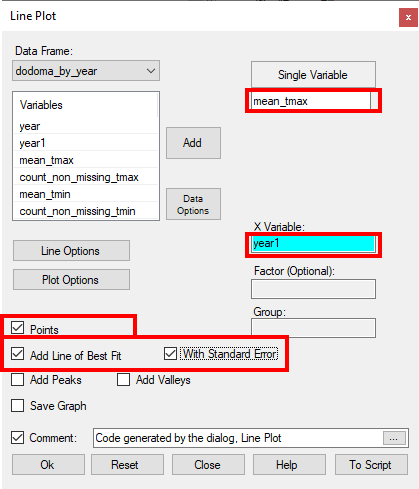 Line Plot
Data Frame:
dodoma_by_year
Single Variable
Variables
mean_tmax
year
year1
mean_tmax
count_non_missing_tmax
mean_tmin
count_non_missing_tmin
Add
Data
Options
X Variable:
year1
Line Options
Factor (Optional):
Plot Options
Group:
Points
Add Line of Best Fit
With Standard Error
Add Peaks
Add Valleys
Save Graph
Comment:
Code generated by the dialog, Line Plot
...
Ok
Reset
Close
Help
To Script